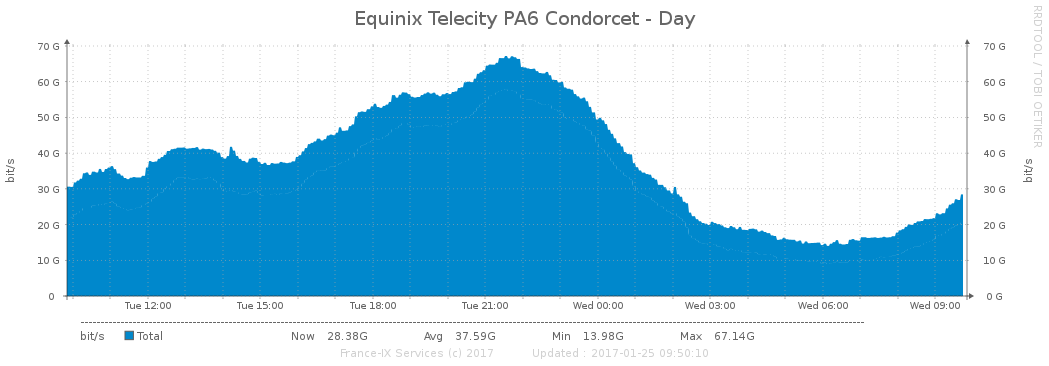 Equinix Telecity PA6 Condorcet - Day
RRDTOOL / TOBI OETIKER
bit/s
70 G 70 G
60 G 60 G
50 G 50 G
40 G 40 G
30 G 30 G
20 G 20 G
10 G 10 G
0 0 G
bit/s
Tue 12:00 Tue 15:00 Tue 18:00 Tue 21:00 Wed 00:00 Wed 03:00 Wed 06:00 Wed 09:00
bit/s Total Now 28.38G Avg 37.59G Min 13.98G Max 67.14G
France-IX Services (c) 2017 Updated : 2017-01-25 09:50:10